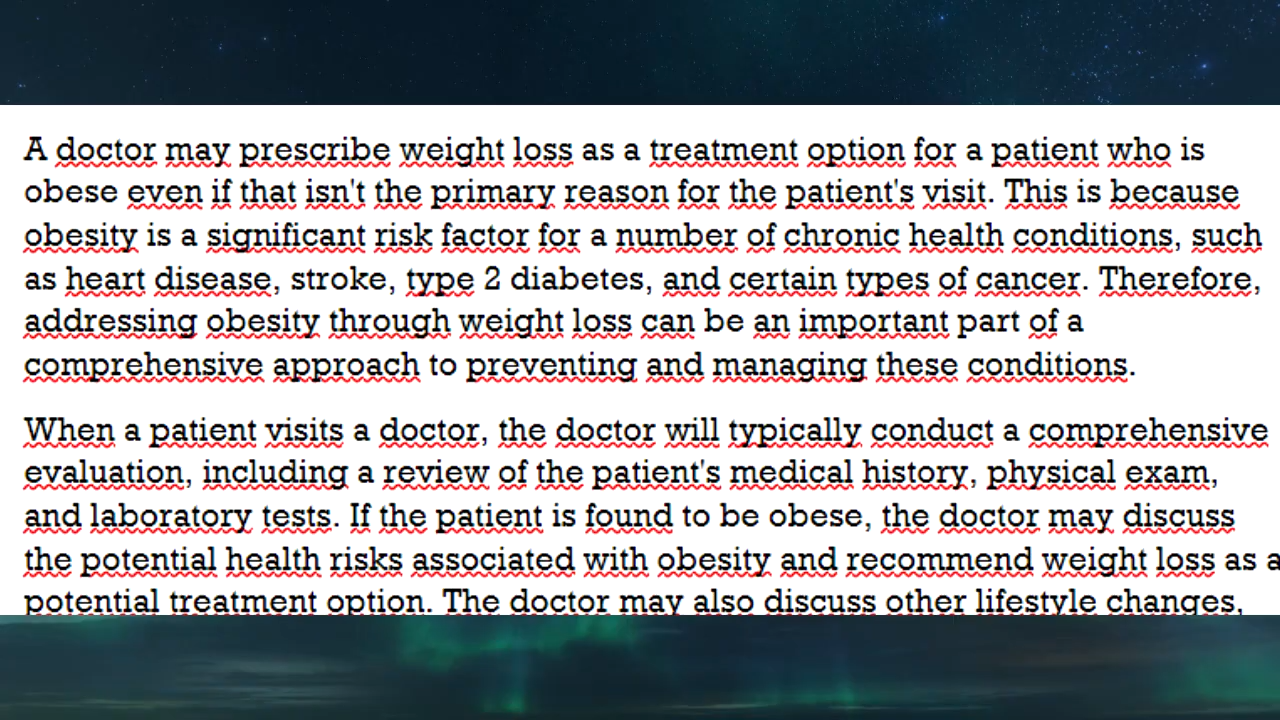 A doctor may prescribe weight loss as a treatment option for a patient who is
obese even if that isn't the primary reason for the patient's visit. This is because
obesity is a significant risk factor for a number of chronic health conditions, such
as heart disease, stroke, type 2 diabetes, and certain types of cancer. Therefore,
addressing obesity through weight loss can be an important part of a
comprehensive approach to preventing and managing these conditions.
When a patient visits a doctor, the doctor will typically conduct a comprehensive
evaluation, including a review of the patient's medical history, physical exam,
and laboratory tests. If the patient is found to be obese, the doctor may discuss
the potential health risks associated with obesity and recommend weight loss as a
potential treatment option. The doctor may also discuss other lifestyle changes,